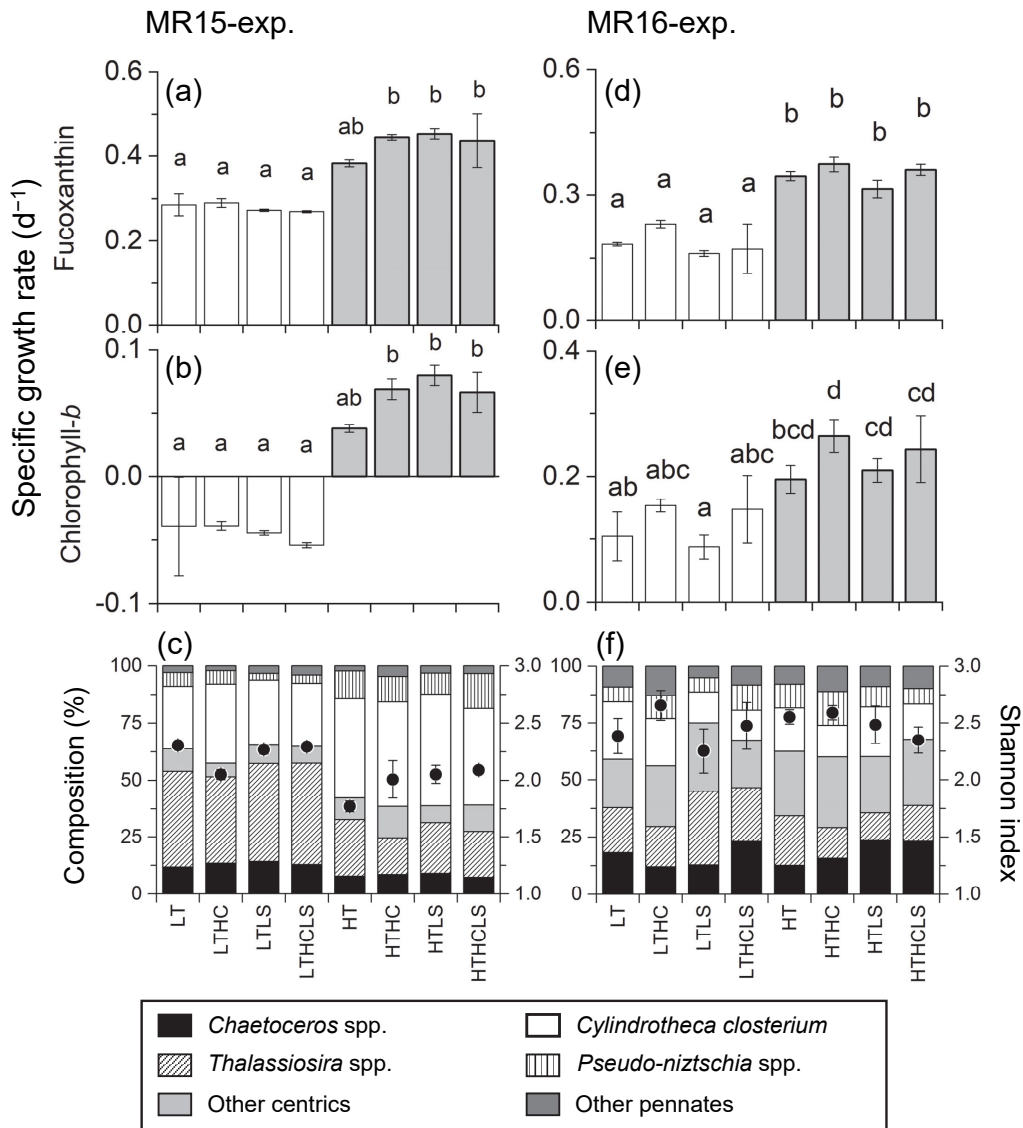 MR15-exp.
MR16-exp.
Specific growth rate (d⁻¹)
Fucoxanthin
(a)
0.6
0.4
0.2
0.0
a a a a ab b b b
(d)
0.6
0.3
0.0
a a a a b b b b
Chlorophyll-b
(b)
0.1
0.0
-0.1
a a a a ab b b b
(e)
0.4
0.2
0.0
ab abc a abc bcd d cd cd
Composition (%)
(c)
100
75
50
25
0
3.0
2.5
2.0
1.5
1.0
LT LTHC LTLS LTHCLS HT HTHC HTLS HTHCLS
(f)
100
75
50
25
0
3.0
2.5
2.0
1.5
1.0
Shannon index
LT LTHC LTLS LTHCLS HT HTHC HTLS HTHCLS
Chaetoceros spp.
Cylindrotheca closterium
Thalassiosira spp.
Pseudo-niztschia spp.
Other centrics
Other pennates